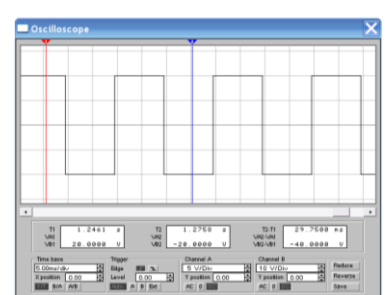 Oscilloscope
T1 1.2461 s T2 1.2758 s T2-T1 29.7500 ms
VA1 VA2 VA2-VA1
VB1 20.0000 V VB2 -20.0000 V VB2-VB1 -40.0000 V
Time base Trigger Channel A Channel B
5.00ms/div Edge 5 V/Div 10 V/Div Reduce
X position 0.00 Level 0.00 Y position 0.00 Y position 0.00 Reverse
B/A A/B A B Ext AC 0 AC 0 Save